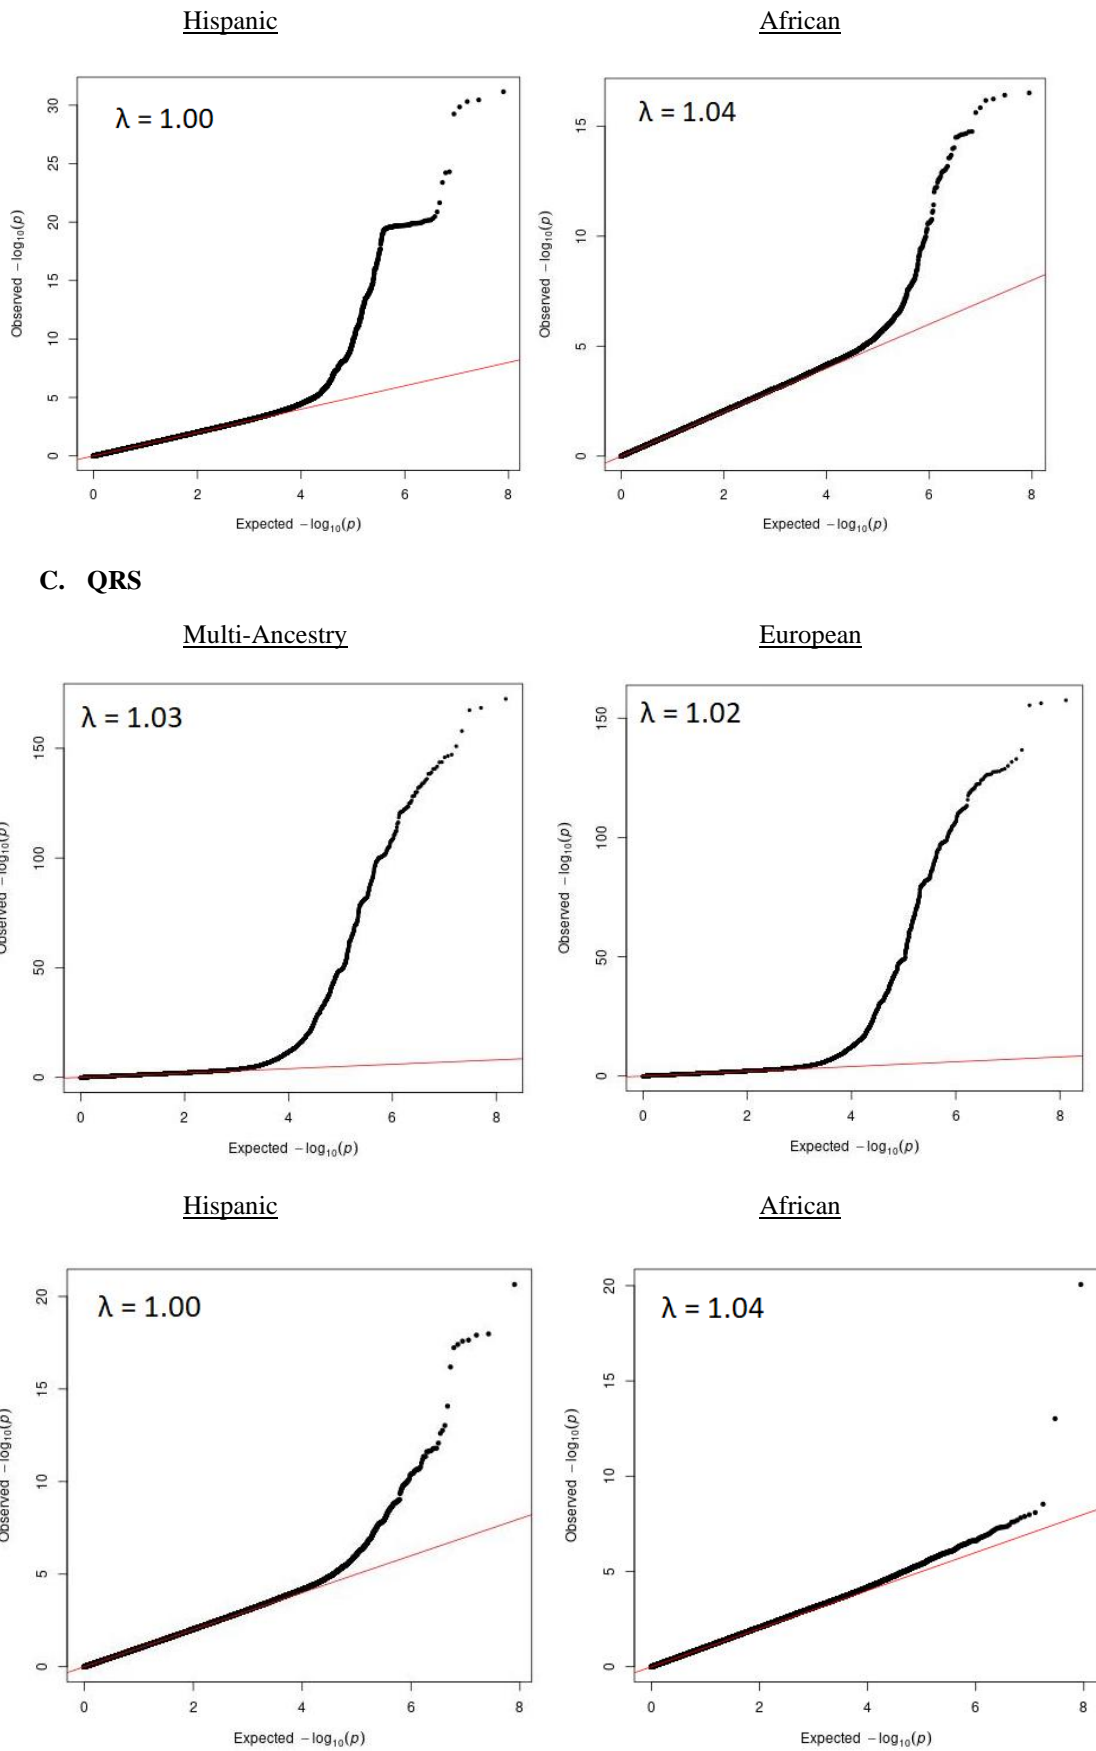 Hispanic African
λ = 1.00 λ = 1.04
Observed −log10(p) Observed −log10(p)
0 5 10 15 20 25 30
0 5 10 15
0 2 4 6 8 0 2 4 6 8
Expected −log10(p) Expected −log10(p)
C. QRS
Multi-Ancestry European
λ = 1.03 λ = 1.02
Observed −log10(p) Observed −log10(p)
0 50 100 150
0 50 100 150
0 2 4 6 8 0 2 4 6 8
Expected −log10(p) Expected −log10(p)
Hispanic African
λ = 1.00 λ = 1.04
Observed −log10(p) Observed −log10(p)
0 5 10 15 20
0 5 10 15 20
0 2 4 6 8 0 2 4 6 8
Expected −log10(p) Expected −log10(p)